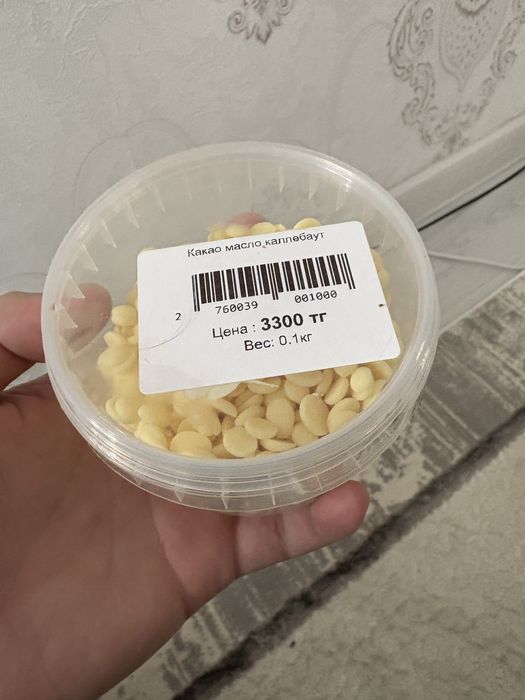 Какао масло каллебаут
2 760039 001000
Цена : 3300 тг
Вес: 0.1кг